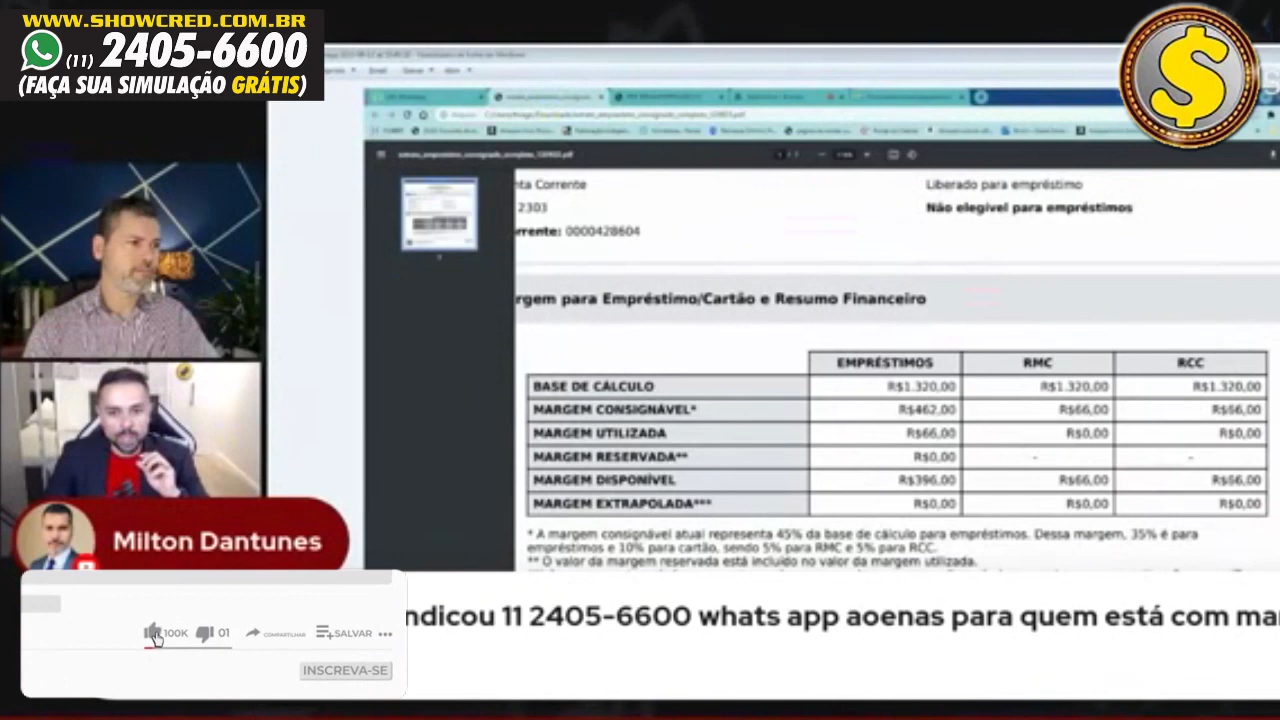 WWW.SHOWCRED.COM.BR
(11) 2405-6600
(FAÇA SUA SIMULAÇÃO GRÁTIS)
$
nta Corrente
Liberado para empréstimo
2303
Não elegível para empréstimos
rrente: 0000428604
rgem para Empréstimo/Cartão e Resumo Financeiro
EMPRÉSTIMOS RMC RCC
BASE DE CÁLCULO R$1.320,00 R$1.320,00 R$1.320,00
MARGEM CONSIGNÁVEL* R$462,00 R$66,00 R$66,00
MARGEM UTILIZADA R$66,00 R$0,00 R$0,00
MARGEM RESERVADA** R$0,00 - -
MARGEM DISPONÍVEL R$396,00 R$66,00 R$66,00
MARGEM EXTRAPOLADA*** R$0,00 R$0,00 R$0,00
* A margem consignável atual representa 45% da base de cálculo para empréstimos. Dessa margem, 35% é para
empréstimos e 10% para cartão, sendo 5% para RMC e 5% para RCC.
** O valor da margem reservada está incluído no valor da margem utilizada.
Milton Dantunes
ndicou 11 2405-6600 whats app aoenas para quem está com ma
100K 01 COMPARTILHAR SALVAR
INSCREVA-SE